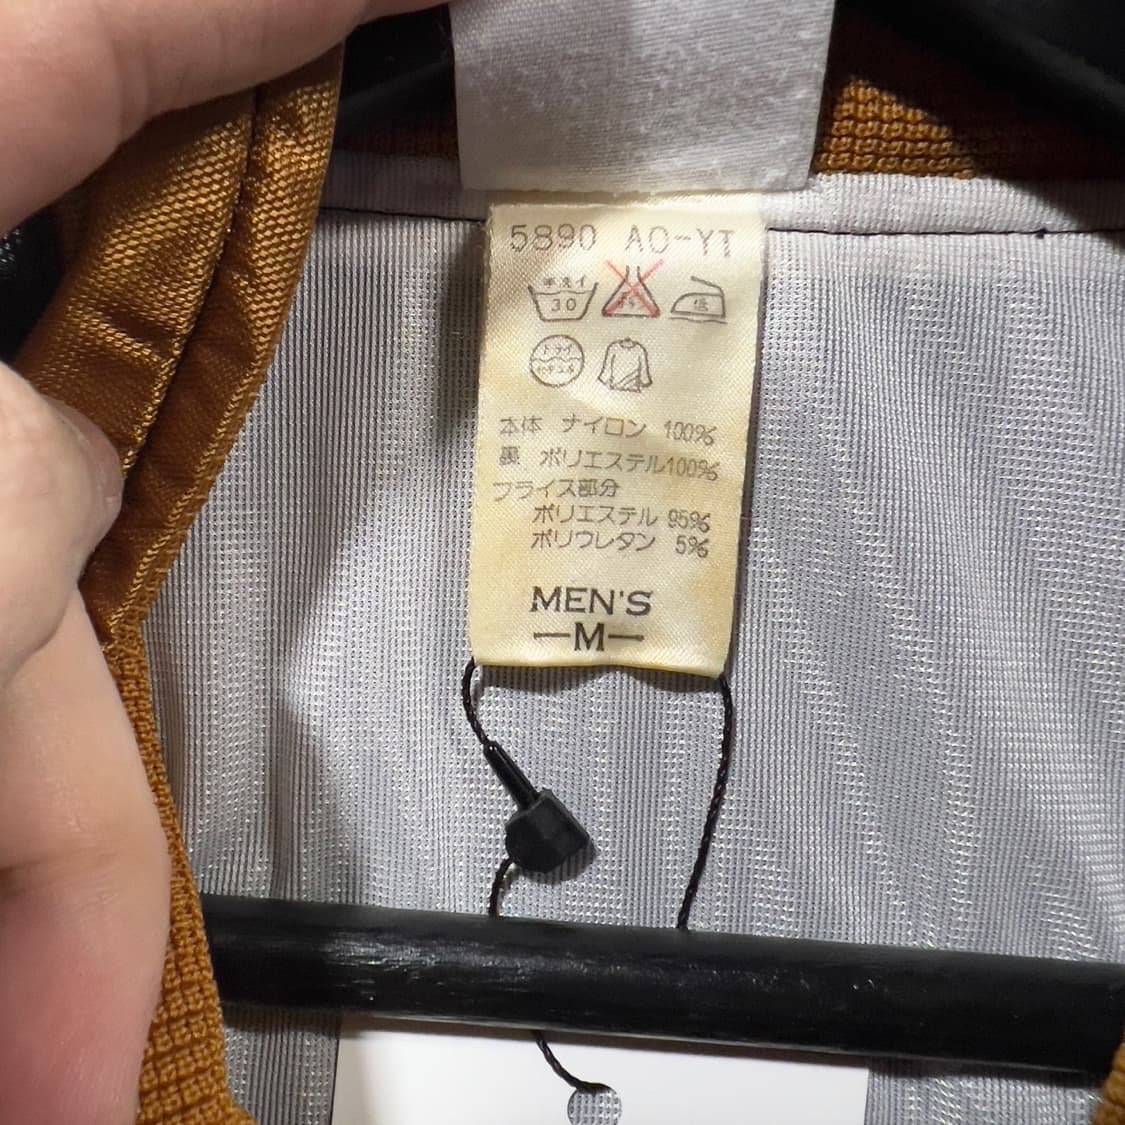 5890 AO-YT
手洗イ
30
低
ドライ
本体 ナイロン 100%
裏 ポリエステル100%
フライス部分
ポリエステル 95%
ポリウレタン 5%
MEN'S
—M—